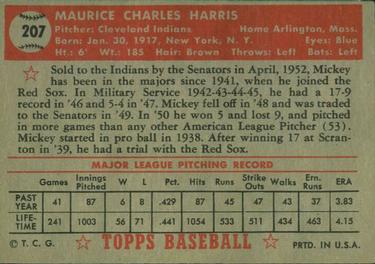 207
MAURICE CHARLES HARRIS
Pitcher: Cleveland Indians Home Arlington, Mass.
Born: Jan. 30, 1917, New York, N. Y. Eyes: Blue
Ht.: 6' Wt.: 185 Hair: Brown Throws: Left Bats: Left
Sold to the Indians by the Senators in April, 1952, Mickey
has been in the majors since 1941, when he joined the
Red Sox. In Military Service 1942-43-44-45, he had a 17-9
record in '46 and 5-4 in '47. Mickey fell off in '48 and was traded
to the Senators in '49. In '50 he won 5 and lost 9, and pitched
in more games than any other American League Pitcher (53).
Mickey started in pro ball in 1938. After winning 17 at Scran-
ton in '39, he had a trial with the Red Sox.
MAJOR LEAGUE PITCHING RECORD
Games Innings Pitched W L Pct. Hits Runs Strike Outs Walks Ern. Runs ERA
PAST YEAR 41 87 6 8 .429 87 45 47 43 37 3.83
LIFE-TIME 241 1003 56 71 .441 1054 533 511 434 463 4.15
© T. C. G. TOPPS BASEBALL PRTD. IN U.S.A.